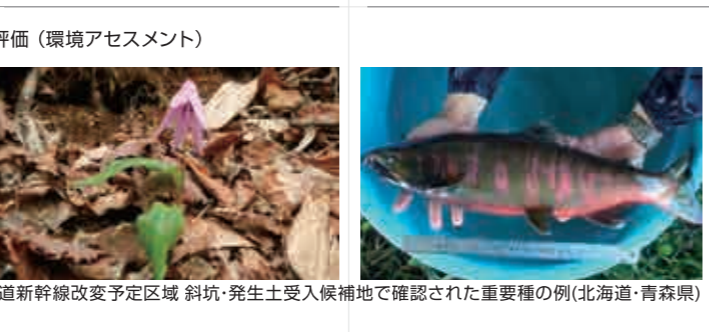 評価（環境アセスメント）
道新幹線改変予定区域 斜坑・発生土受入候補地で確認された重要種の例(北海道・青森県)